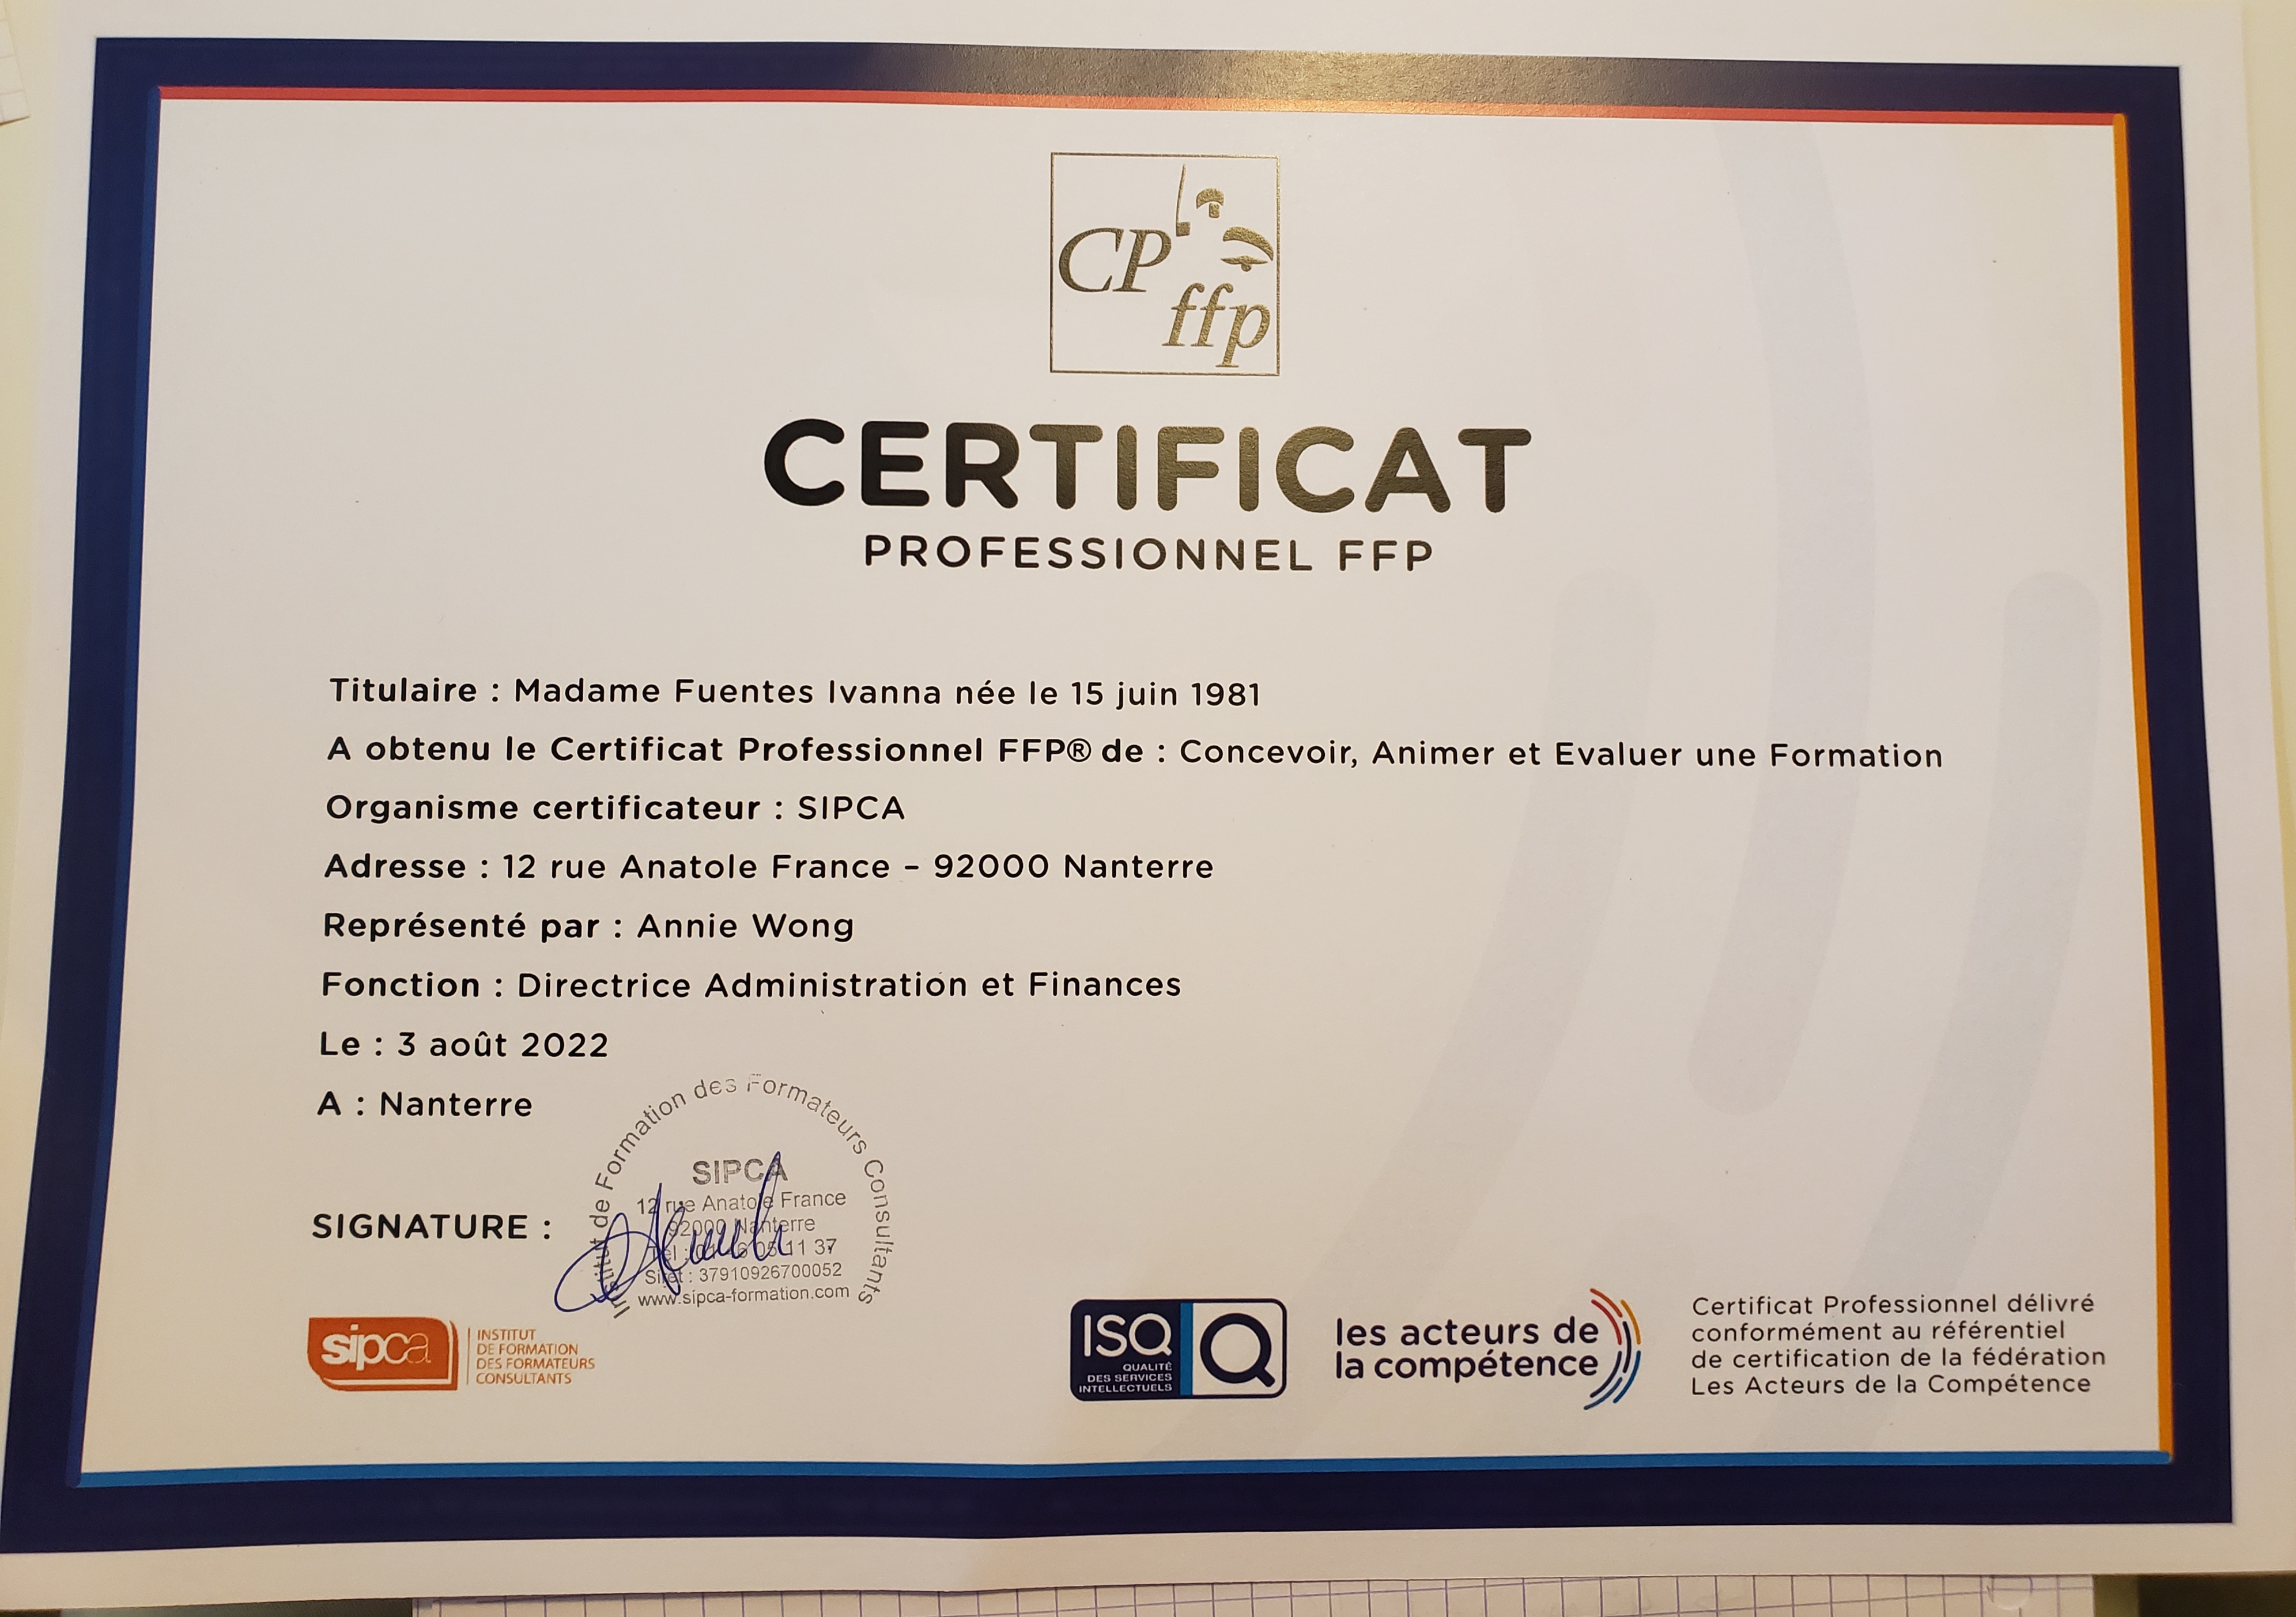 CP ffp
CERTIFICAT
PROFESSIONNEL FFP
Titulaire : Madame Fuentes Ivanna née le 15 juin 1981
A obtenu le Certificat Professionnel FFP® de : Concevoir, Animer et Evaluer une Formation
Organisme certificateur : SIPCA
Adresse : 12 rue Anatole France – 92000 Nanterre
Représenté par : Annie Wong
Fonction : Directrice Administration et Finances
Le : 3 août 2022
A : Nanterre
SIGNATURE :
Institut de Formation des Formateurs Consultants
SIPCA
12 rue Anatole France
92000 Nanterre
Tel : 11 37
Siret : 37910926700052
www.sipca-formation.com
sipca
INSTITUT
DE FORMATION
DES FORMATEURS
CONSULTANTS
ISQ
QUALITÉ
DES SERVICES
INTELLECTUELS
Q
les acteurs de
la compétence
Certificat Professionnel délivré
conformément au référentiel
de certification de la fédération
Les Acteurs de la Compétence